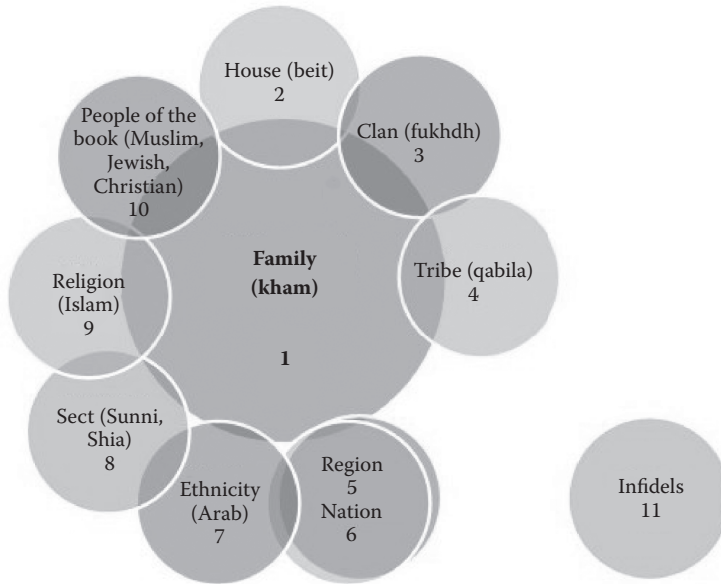 House (beit)
2
Clan (fukhdh)
3
Tribe (qabila)
4
Region
5
Nation
6
Ethnicity
(Arab)
7
Sect (Sunni,
Shia)
8
Religion
(Islam)
9
People of the
book (Muslim,
Jewish,
Christian)
10
Family
(kham)
1
Infidels
11